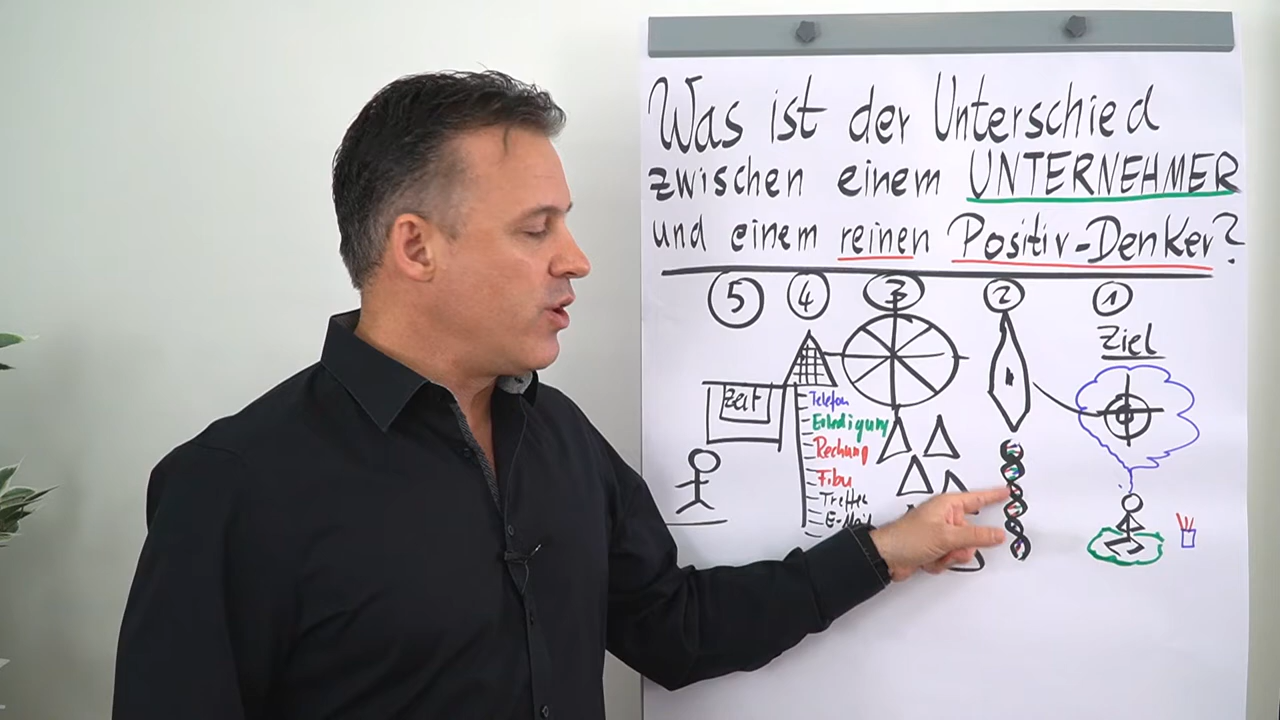 Was ist der Unterschied
zwischen einem UNTERNEHMER
und einem reinen Positiv-Denker?
5 4 3 2 1
Ziel
Zeit
Telefon
Erledigung
Rechnung
Fibu
Treffen
E-Mail